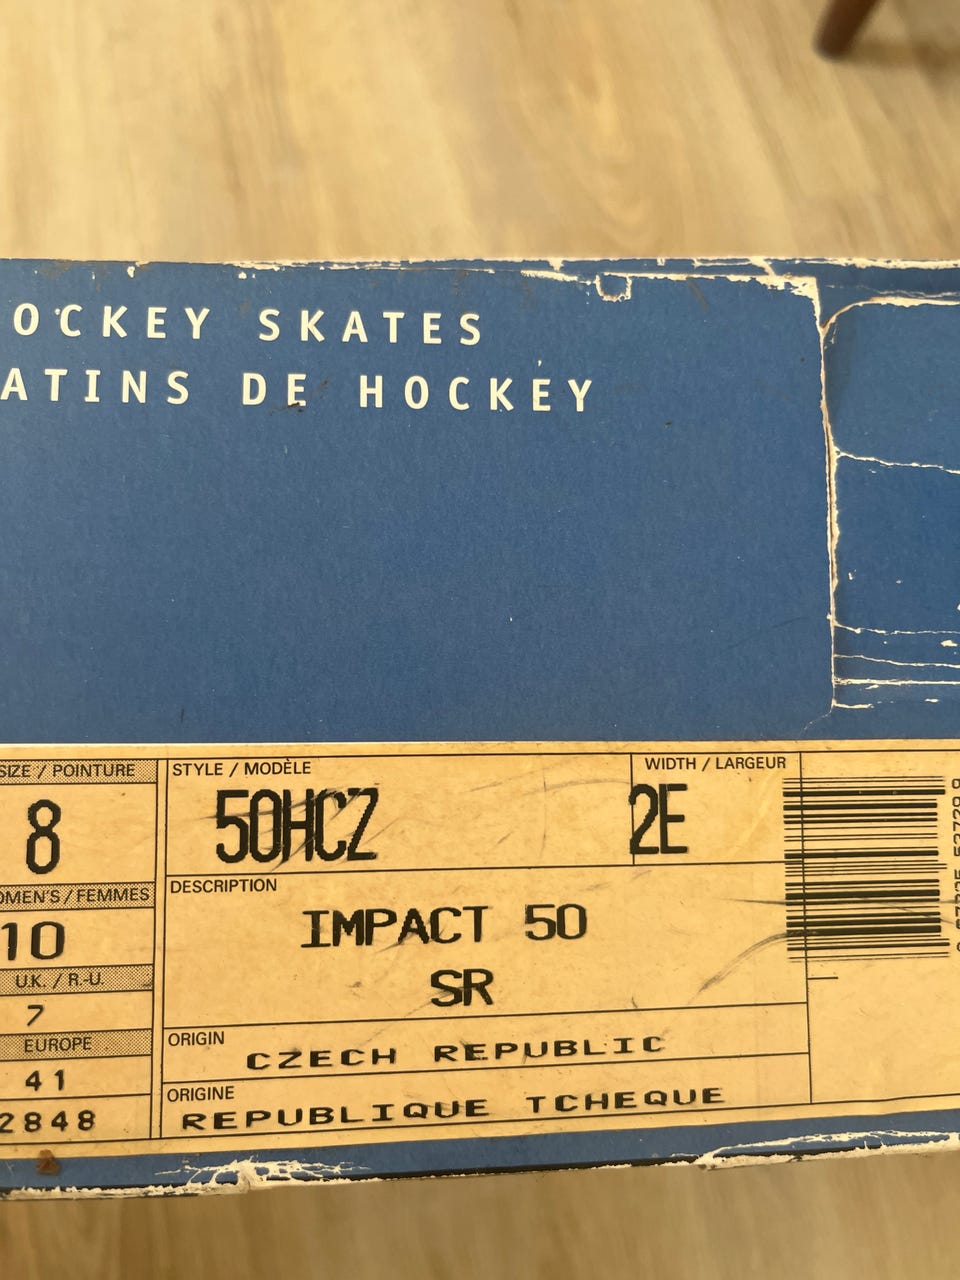 OCKEY SKATES
ATINS DE HOCKEY
SIZE / POINTURE
8
OMEN'S / FEMMES
10
U.K. / R.-U.
7
EUROPE
41
2848
STYLE / MODÈLE
50HCZ
WIDTH / LARGEUR
2E
DESCRIPTION
IMPACT 50
SR
ORIGIN
CZECH REPUBLIC
ORIGINE
REPUBLIQUE TCHEQUE